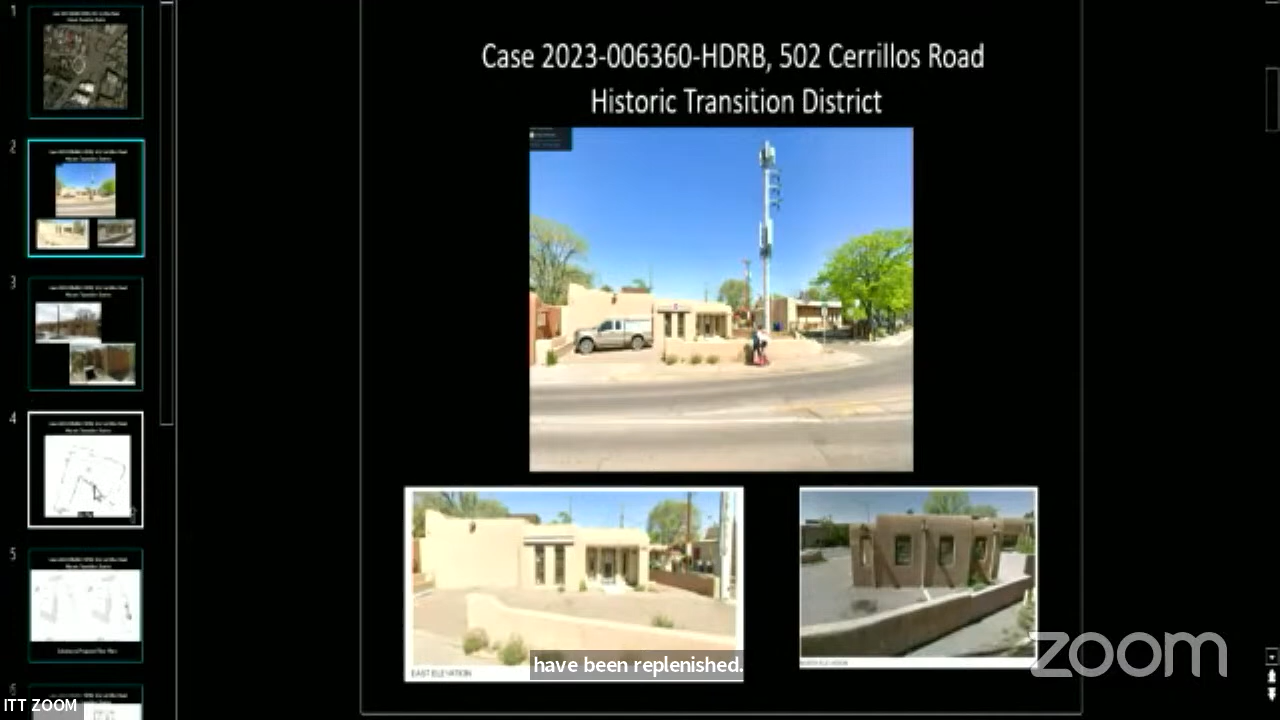 1
2
3
4
5
6
Case 2023-006360-HDRB, 502 Cerrillos Road
Historic Transition District
EAST ELEVATION
have been replenished.
zoom
ITT ZOOM